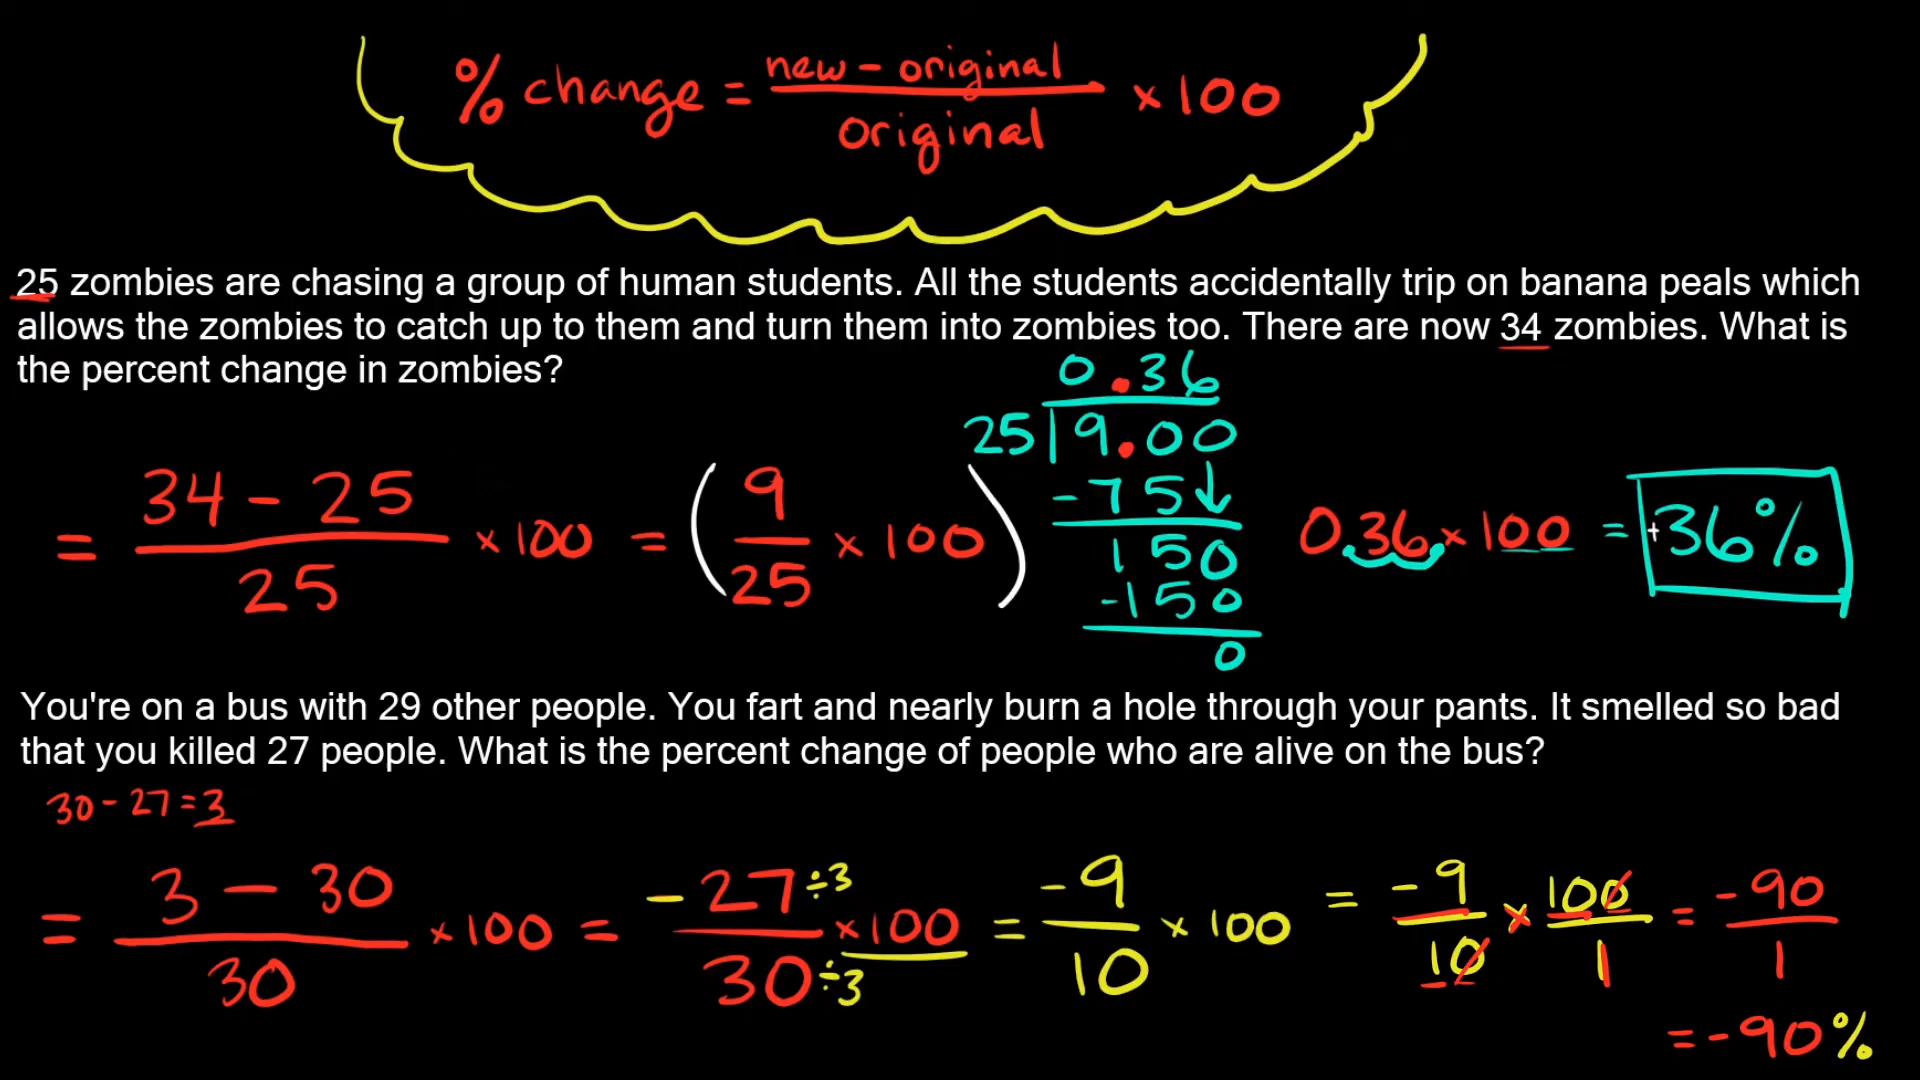 % change = new - original / original × 100
25 zombies are chasing a group of human students. All the students accidentally trip on banana peals which
allows the zombies to catch up to them and turn them into zombies too. There are now 34 zombies. What is
the percent change in zombies?
0.36
25 9.00
-75
150
-150
0
= 34 - 25 / 25 × 100 = ( 9 / 25 × 100 )
0.36 × 100 = +36%
You're on a bus with 29 other people. You fart and nearly burn a hole through your pants. It smelled so bad
that you killed 27 people. What is the percent change of people who are alive on the bus?
30 - 27 = 3
= 3 - 30 / 30 × 100 = -27 ÷3 / 30 ÷3 × 100 = -9 / 10 × 100 = -9 / 10 × 100 / 1 = -90 / 1
= -90%